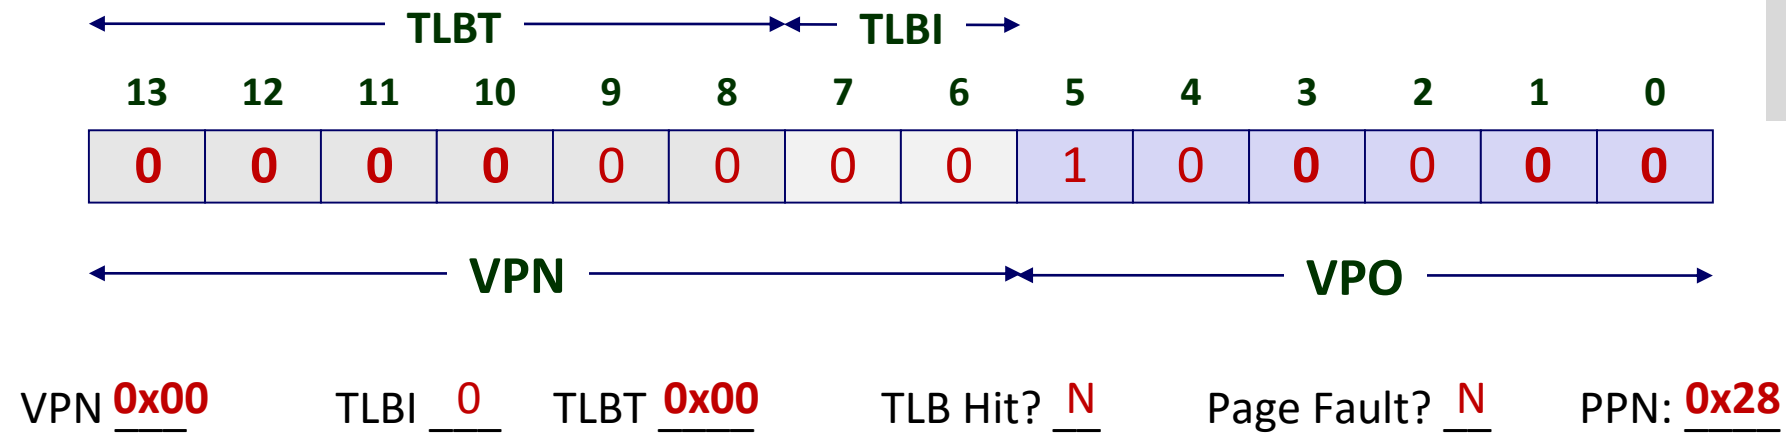 TLBT TLBI
13 12 11 10 9 8 7 6 5 4 3 2 1 0
0 0 0 0 0 0 0 0 1 0 0 0 0 0
VPN VPO
VPN 0x00 TLBI 0 TLBT 0x00 TLB Hit? N Page Fault? N PPN: 0x28